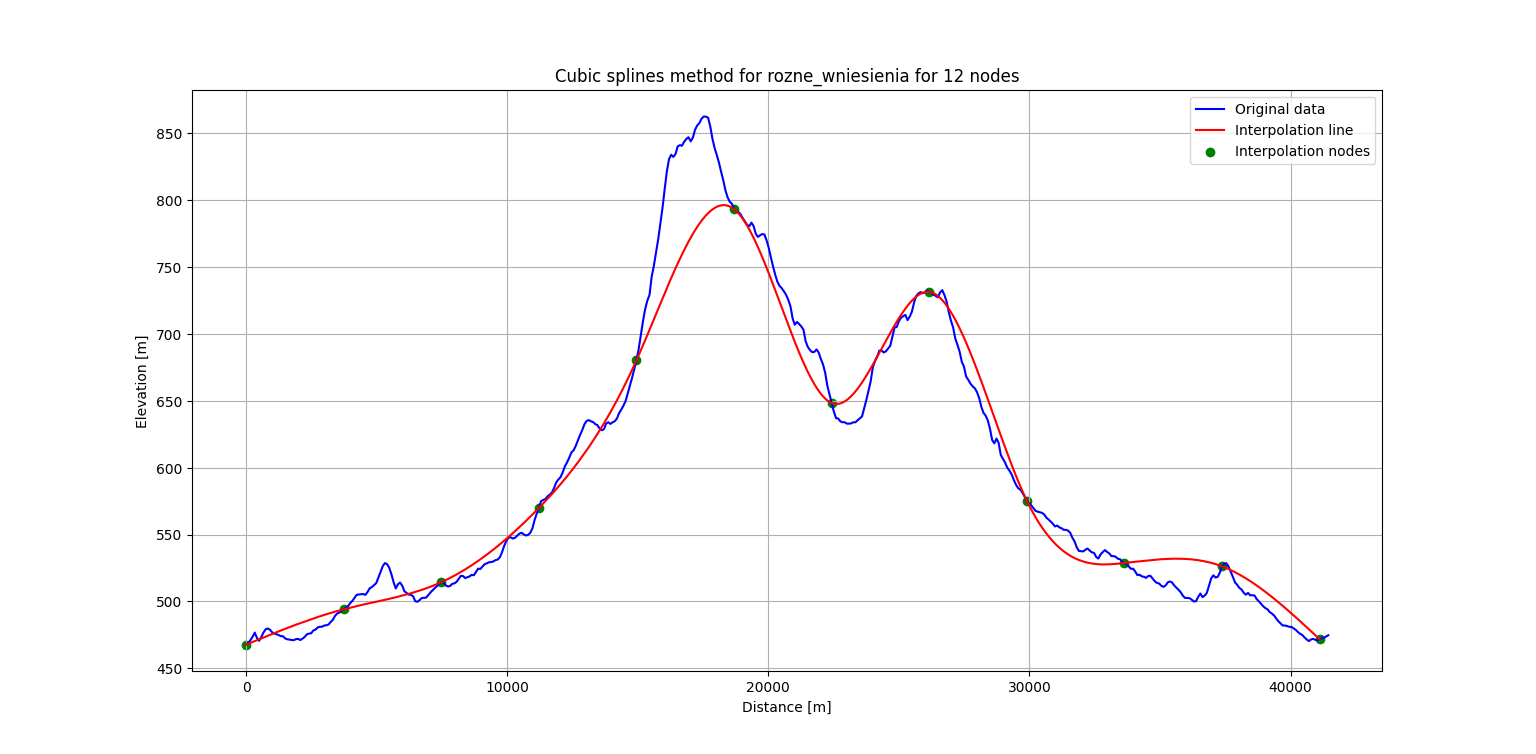 Cubic splines method for rozne_wniesienia for 12 nodes
Original data
Interpolation line
Interpolation nodes
Elevation [m]
850
800
750
700
650
600
550
500
450
0 10000 20000 30000 40000
Distance [m]